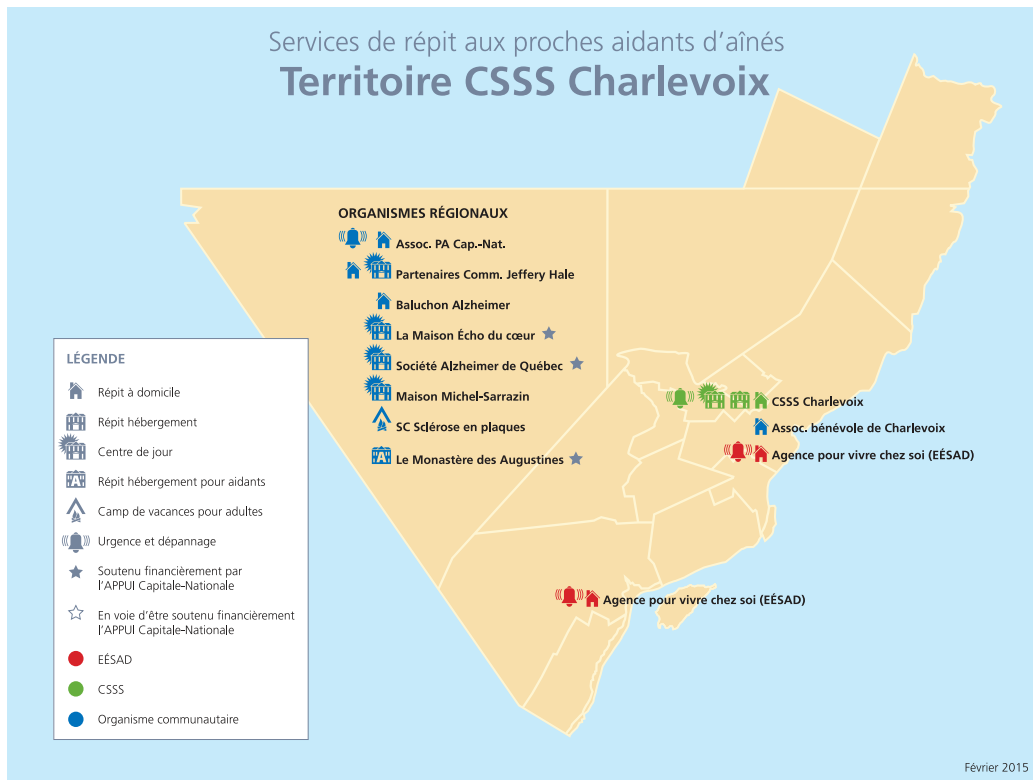 Services de répit aux proches aidants d'aînés
Territoire CSSS Charlevoix
ORGANISMES RÉGIONAUX
Assoc. PA Cap.-Nat.
Partenaires Comm. Jeffery Hale
Baluchon Alzheimer
La Maison Écho du cœur
Société Alzheimer de Québec
Maison Michel-Sarrazin
SC Sclérose en plaques
Le Monastère des Augustines
CSSS Charlevoix
Assoc. bénévole de Charlevoix
Agence pour vivre chez soi (EÉSAD)
Agence pour vivre chez soi (EÉSAD)
LÉGENDE
Répit à domicile
Répit hébergement
Centre de jour
Répit hébergement pour aidants
Camp de vacances pour adultes
Urgence et dépannage
Soutenu financièrement par
l'APPUI Capitale-Nationale
En voie d'être soutenu financièrement
l'APPUI Capitale-Nationale
EÉSAD
CSSS
Organisme communautaire
Février 2015